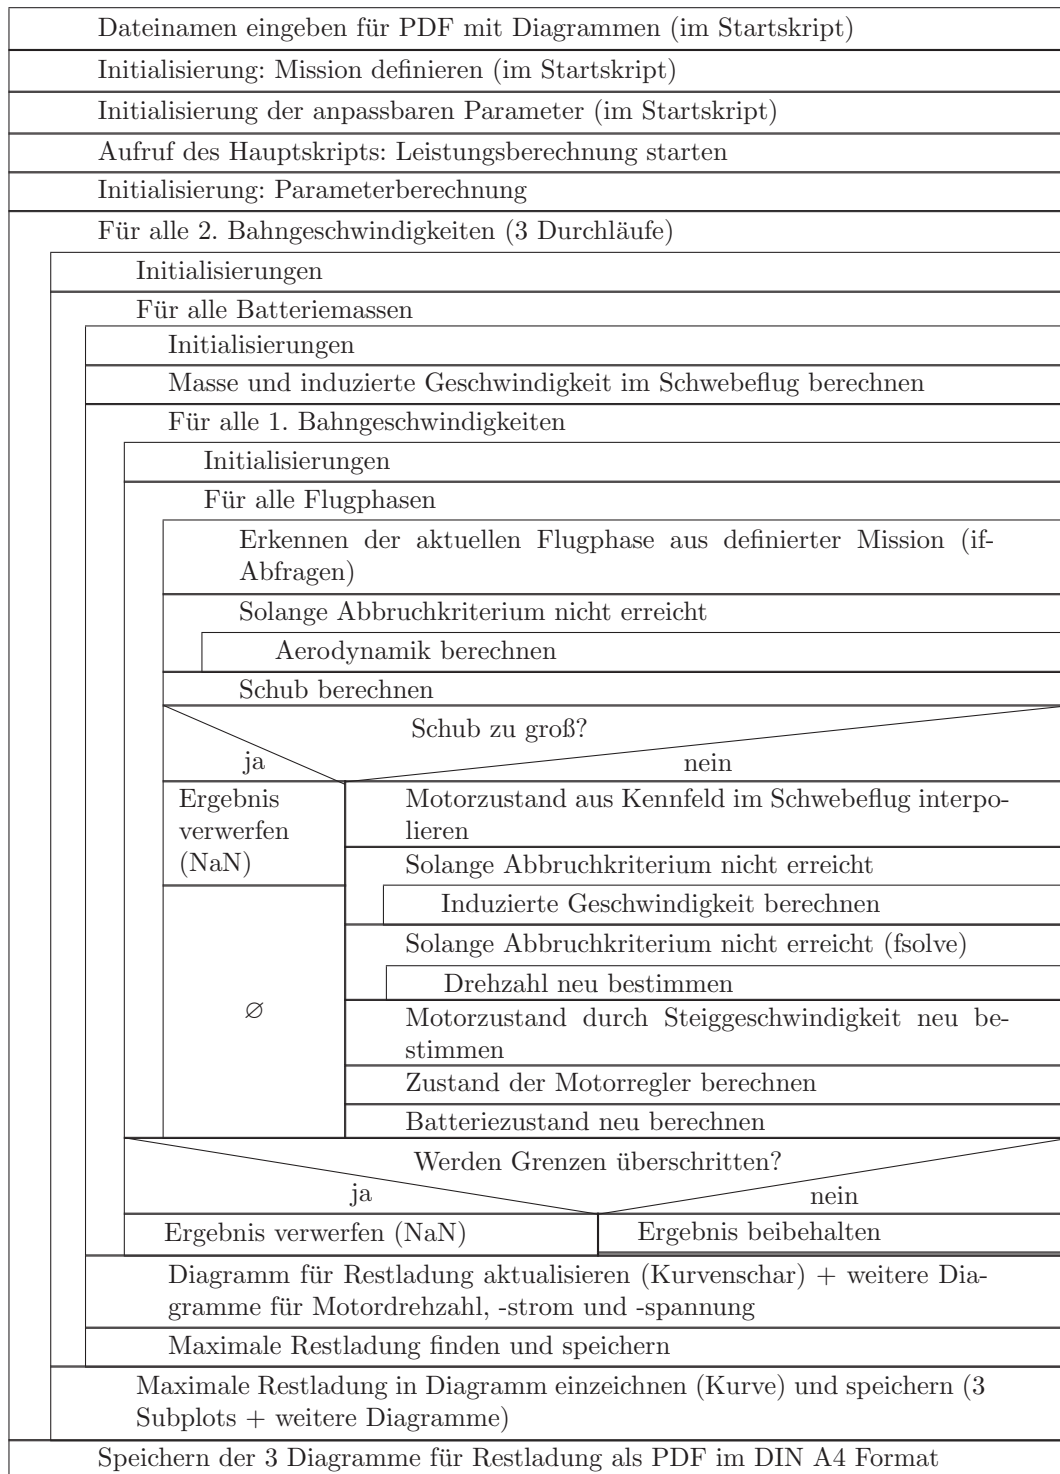 Dateinamen eingeben für PDF mit Diagrammen (im Startskript)
Initialisierung: Mission definieren (im Startskript)
Initialisierung der anpassbaren Parameter (im Startskript)
Aufruf des Hauptskripts: Leistungsberechnung starten
Initialisierung: Parameterberechnung
Für alle 2. Bahngeschwindigkeiten (3 Durchläufe)
Initialisierungen
Für alle Batteriemassen
Initialisierungen
Masse und induzierte Geschwindigkeit im Schwebeflug berechnen
Für alle 1. Bahngeschwindigkeiten
Initialisierungen
Für alle Flugphasen
Erkennen der aktuellen Flugphase aus definierter Mission (if-
Abfragen)
Solange Abbruchkriterium nicht erreicht
Aerodynamik berechnen
Schub berechnen
Schub zu groß?
ja
nein
Ergebnis
verwerfen
(NaN)
∅
Motorzustand aus Kennfeld im Schwebeflug interpo-
lieren
Solange Abbruchkriterium nicht erreicht
Induzierte Geschwindigkeit berechnen
Solange Abbruchkriterium nicht erreicht (fsolve)
Drehzahl neu bestimmen
Motorzustand durch Steiggeschwindigkeit neu be-
stimmen
Zustand der Motorregler berechnen
Batteriezustand neu berechnen
Werden Grenzen überschritten?
ja
nein
Ergebnis verwerfen (NaN)
Ergebnis beibehalten
Diagramm für Restladung aktualisieren (Kurvenschar) + weitere Dia-
gramme für Motordrehzahl, -strom und -spannung
Maximale Restladung finden und speichern
Maximale Restladung in Diagramm einzeichnen (Kurve) und speichern (3
Subplots + weitere Diagramme)
Speichern der 3 Diagramme für Restladung als PDF im DIN A4 Format